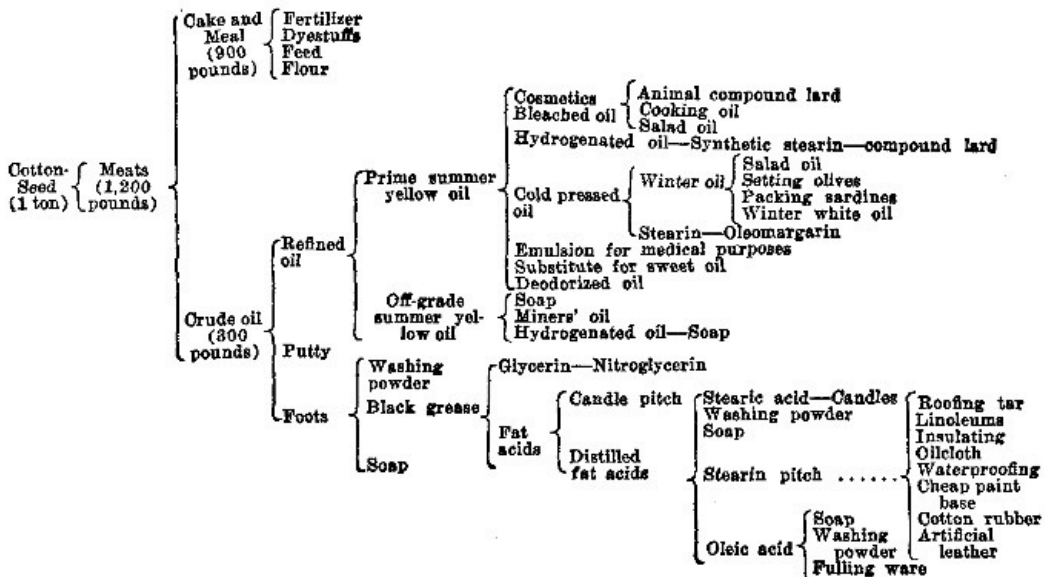 Cotton-
Seed
(1 ton)
Meats
(1,200
pounds)
Cake and
Meal
(900
pounds)
Fertilizer
Dyestuffs
Feed
Flour
Crude oil
(300
pounds)
Refined
oil
Prime summer
yellow oil
Cosmetics
Bleached oil
Animal compound lard
Cooking oil
Salad oil
Hydrogenated oil—Synthetic stearin—compound lard
Cold pressed
oil
Winter oil
Salad oil
Setting olives
Packing sardines
Winter white oil
Stearin—Oleomargarin
Emulsion for medical purposes
Substitute for sweet oil
Deodorized oil
Off-grade
summer yel-
low oil
Soap
Miners' oil
Hydrogenated oil—Soap
Putty
Foots
Washing
powder
Black grease
Glycerin—Nitroglycerin
Fat
acids
Candle pitch
Distilled
fat acids
Stearic acid—Candles
Washing powder
Soap
Stearin pitch ......
Roofing tar
Linoleums
Insulating
Oilcloth
Waterproofing
Cheap paint
base
Cotton rubber
Artificial
leather
Oleic acid
Soap
Washing
powder
Fulling ware
Soap